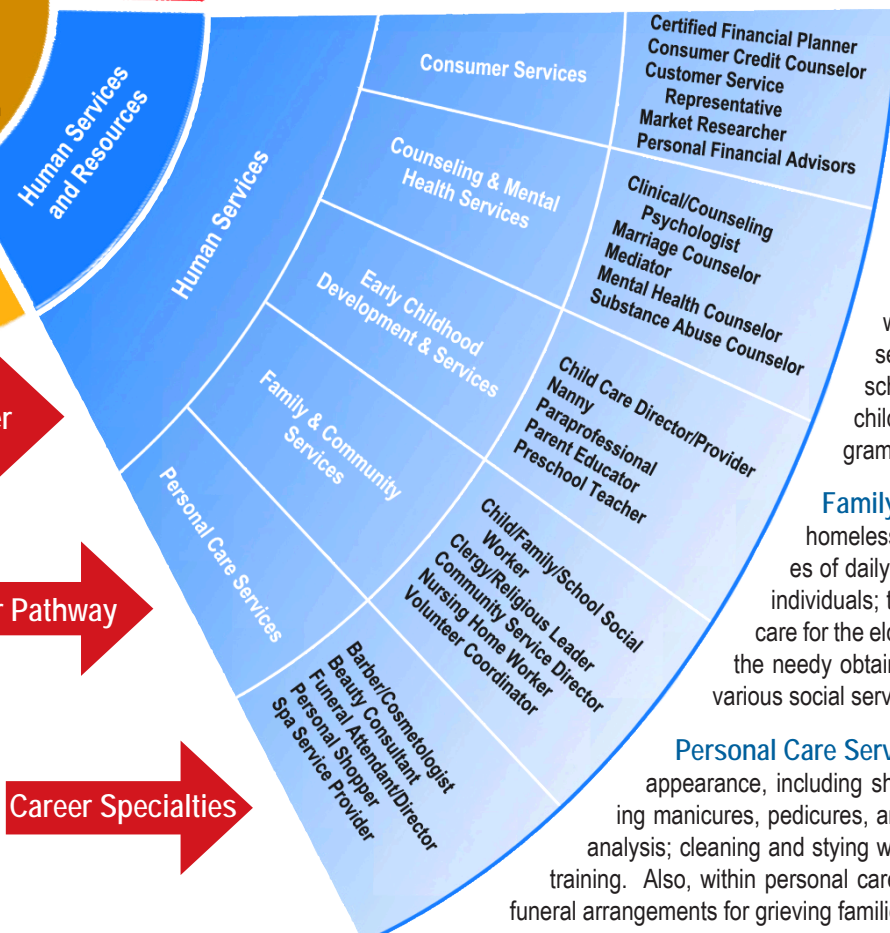 Human Services
and Resources
Human Services
Consumer Services
Certified Financial Planner
Consumer Credit Counselor
Customer Service
Representative
Market Researcher
Personal Financial Advisors
Counseling & Mental
Health Services
Clinical/Counseling
Psychologist
Marriage Counselor
Mediator
Mental Health Counselor
Substance Abuse Counselor
Early Childhood
Development & Services
Child Care Director/Provider
Nanny
Paraprofessional
Parent Educator
Preschool Teacher
Family & Community
Services
Child/Family/School Social
Worker
Clergy/Religious Leader
Community Service Director
Nursing Home Worker
Volunteer Coordinator
Personal Care Services
Barber/Cosmetologist
Beauty Consultant
Funeral Attendant/Director
Personal Shopper
Spa Service Provider
Pathway
Career Specialties
Family
homeless
es of daily
individuals; t
care for the eld
the needy obtain
various social serv
Personal Care Serv
appearance, including sh
ing manicures, pedicures, a
analysis; cleaning and stying w
training. Also, within personal care
funeral arrangements for grieving familie